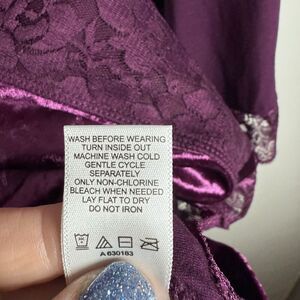 WASH BEFORE WEARING
TURN INSIDE OUT
MACHINE WASH COLD
GENTLE CYCLE
SEPARATELY
ONLY NON-CHLORINE
BLEACH WHEN NEEDED
LAY FLAT TO DRY
DO NOT IRON
A 630183